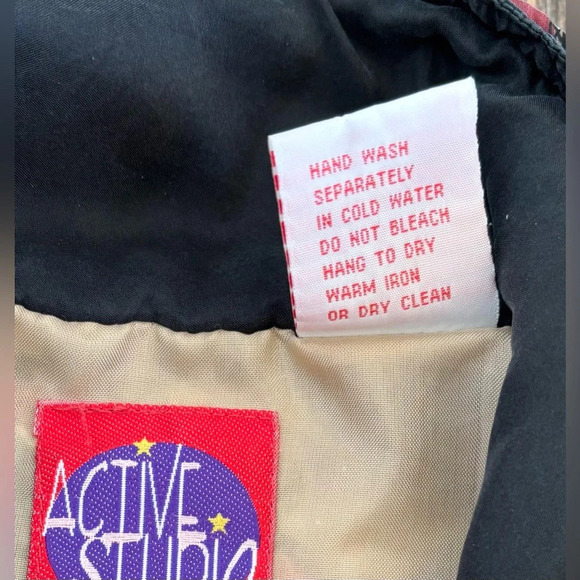 HAND WASH
SEPARATELY
IN COLD WATER
DO NOT BLEACH
HANG TO DRY
WARM IRON
OR DRY CLEAN
ACTIVE
STUDIO